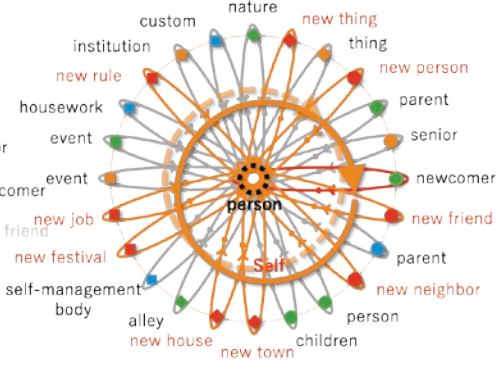 nature
custom
new thing
institution
thing
new rule
new person
housework
parent
event
senior
event
newcomer
person
new job
new friend
friend
new festival
Self
parent
self-management
body
new neighbor
alley
person
new house
children
new town